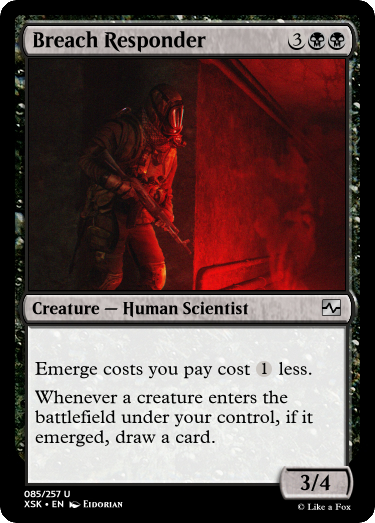 Breach Responder 3
Creature — Human Scientist
Emerge costs you pay cost 1 less.
Whenever a creature enters the
battlefield under your control, if it
emerged, draw a card.
3/4
085/257 U
XSK • EN Eidorian
© Like a Fox